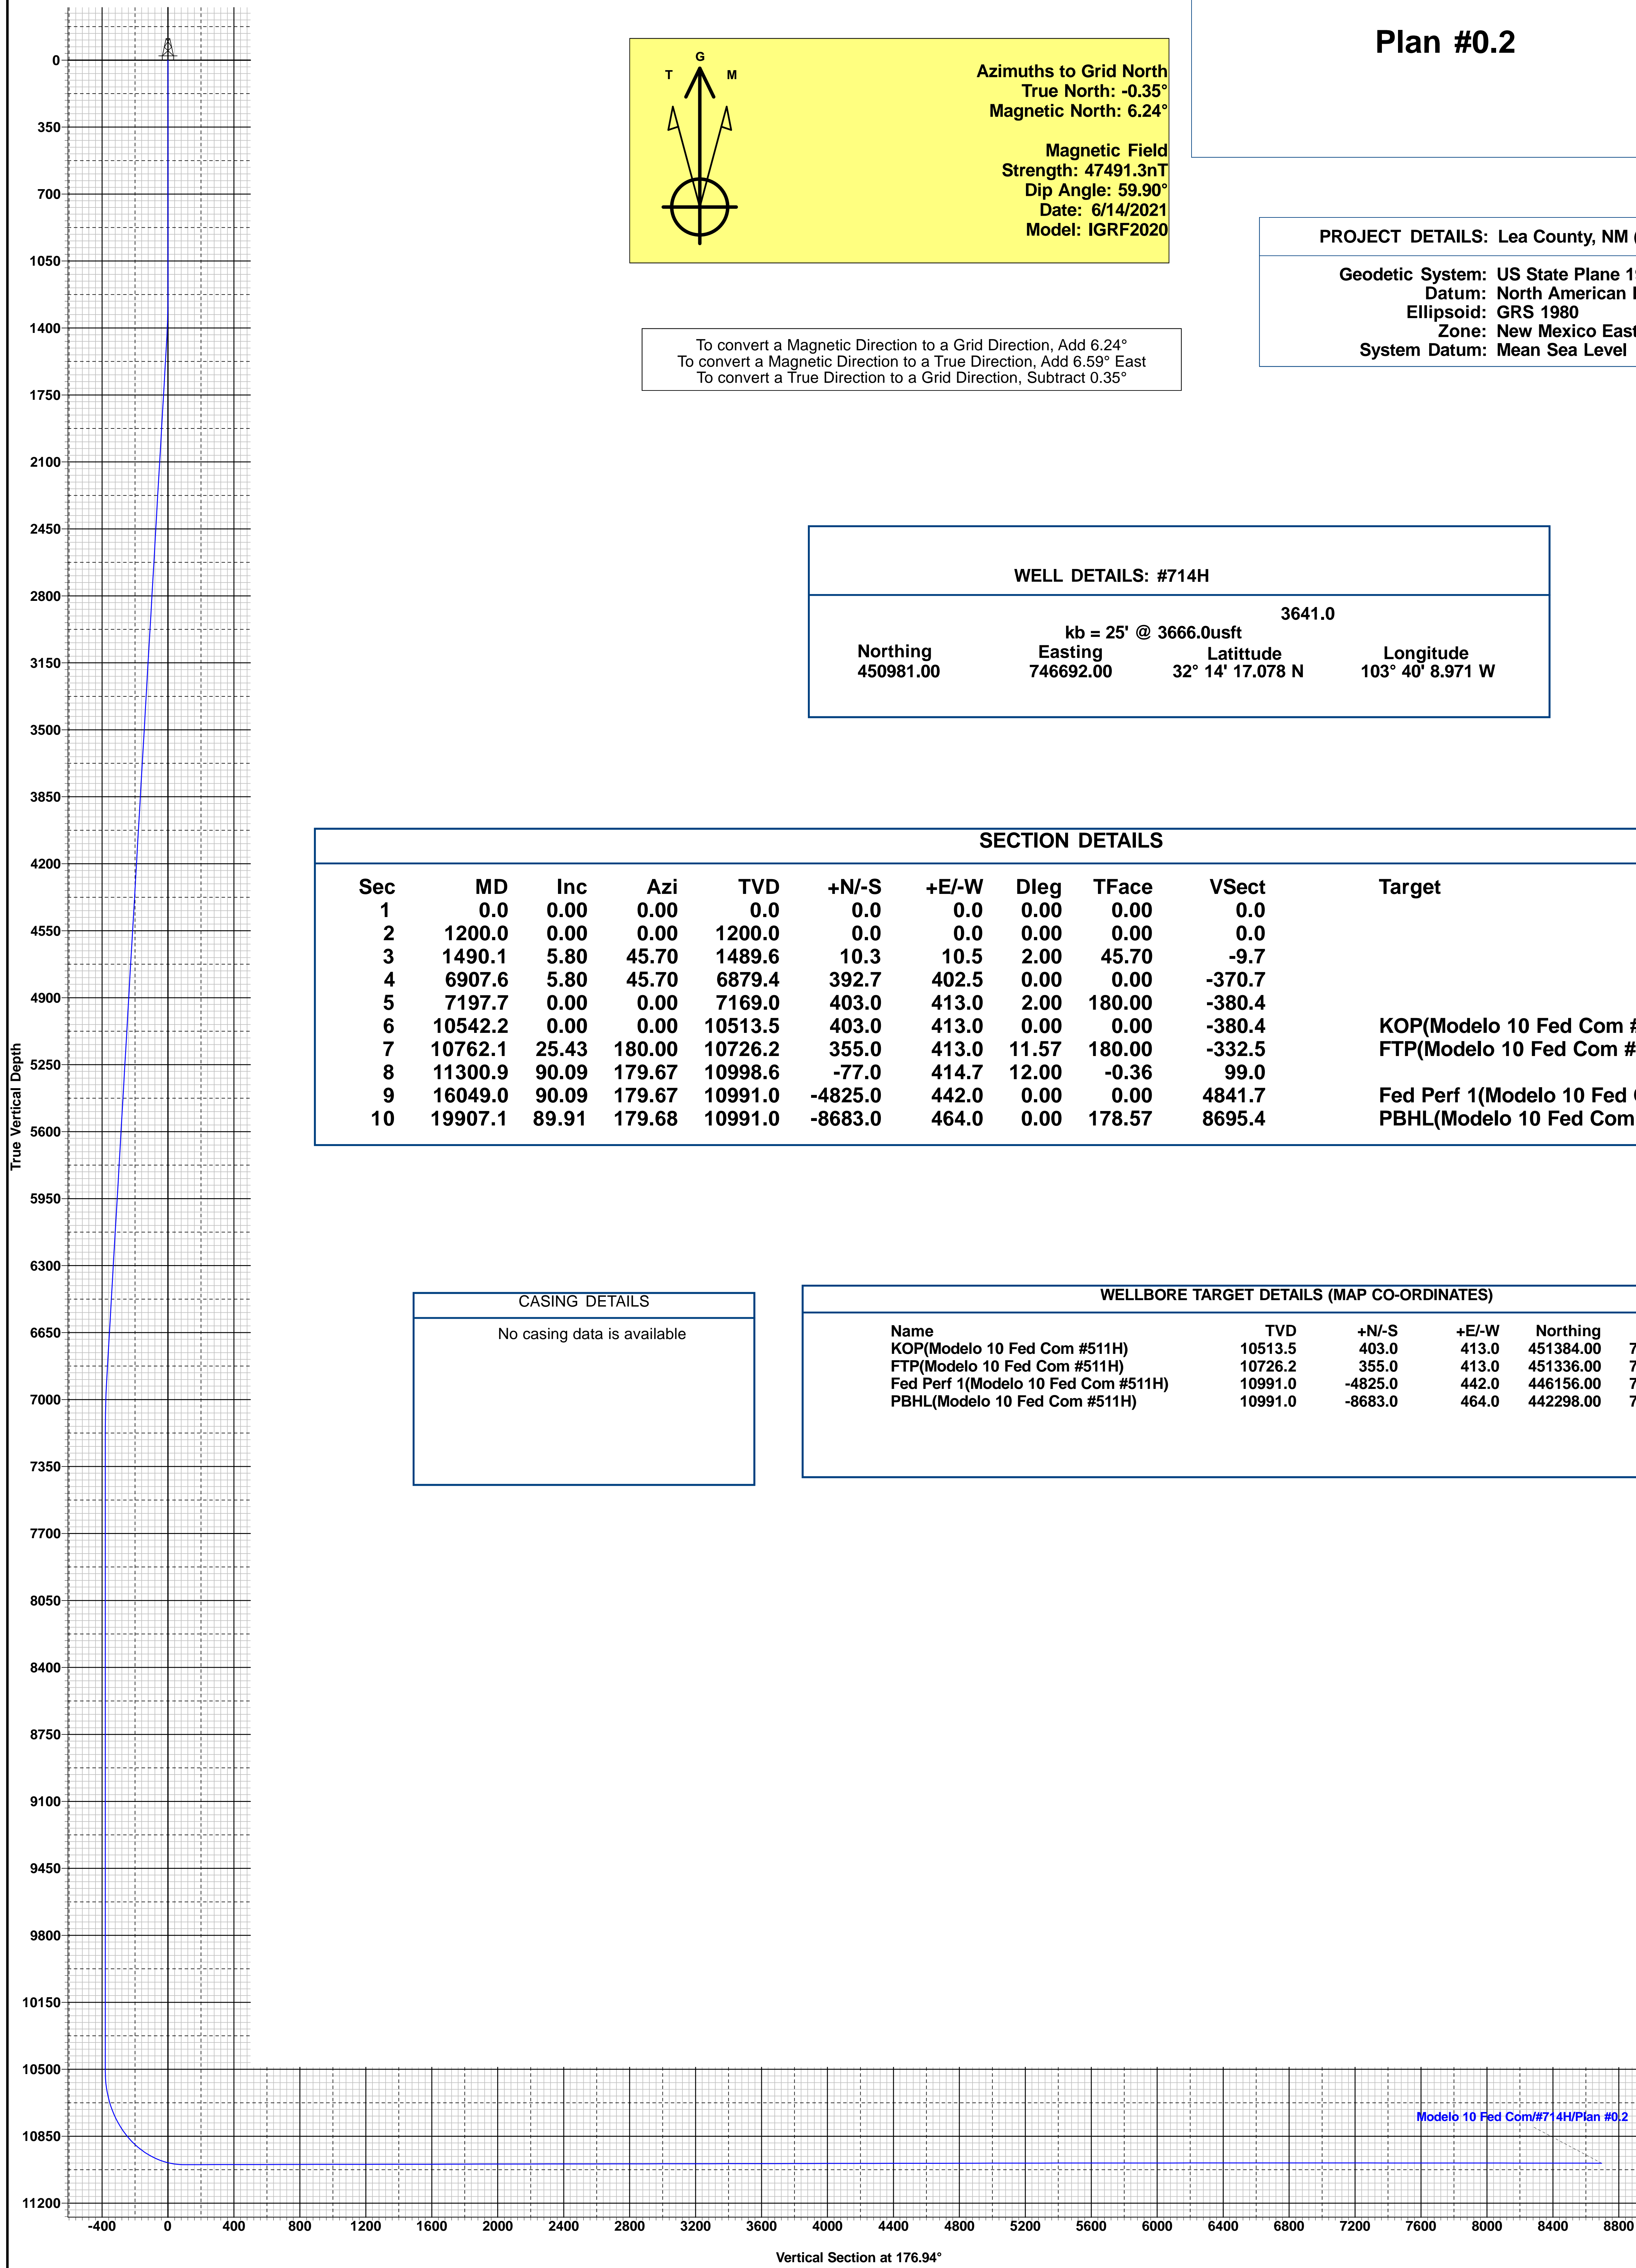 Plan #0.2
G
T M
Azimuths to Grid North
True North: -0.35°
Magnetic North: 6.24°
Magnetic Field
Strength: 47491.3nT
Dip Angle: 59.90°
Date: 6/14/2021
Model: IGRF2020
PROJECT DETAILS: Lea County, NM (
Geodetic System: US State Plane 1
Datum: North American
Ellipsoid: GRS 1980
Zone: New Mexico East
System Datum: Mean Sea Level
To convert a Magnetic Direction to a Grid Direction, Add 6.24°
To convert a Magnetic Direction to a True Direction, Add 6.59° East
To convert a True Direction to a Grid Direction, Subtract 0.35°
WELL DETAILS: #714H
3641.0
kb = 25' @ 3666.0usft
Northing Easting Latittude Longitude
450981.00 746692.00 32° 14' 17.078 N 103° 40' 8.971 W
SECTION DETAILS
Sec MD Inc Azi TVD +N/-S +E/-W Dleg TFace VSect Target
1 0.0 0.00 0.00 0.0 0.0 0.0 0.00 0.00 0.0
2 1200.0 0.00 0.00 1200.0 0.0 0.0 0.00 0.00 0.0
3 1490.1 5.80 45.70 1489.6 10.3 10.5 2.00 45.70 -9.7
4 6907.6 5.80 45.70 6879.4 392.7 402.5 0.00 0.00 -370.7
5 7197.7 0.00 0.00 7169.0 403.0 413.0 2.00 180.00 -380.4
6 10542.2 0.00 0.00 10513.5 403.0 413.0 0.00 0.00 -380.4 KOP(Modelo 10 Fed Com #
7 10762.1 25.43 180.00 10726.2 355.0 413.0 11.57 180.00 -332.5 FTP(Modelo 10 Fed Com #
8 11300.9 90.09 179.67 10998.6 -77.0 414.7 12.00 -0.36 99.0
9 16049.0 90.09 179.67 10991.0 -4825.0 442.0 0.00 0.00 4841.7 Fed Perf 1(Modelo 10 Fed
10 19907.1 89.91 179.68 10991.0 -8683.0 464.0 0.00 178.57 8695.4 PBHL(Modelo 10 Fed Com
CASING DETAILS
No casing data is available
WELLBORE TARGET DETAILS (MAP CO-ORDINATES)
Name TVD +N/-S +E/-W Northing
KOP(Modelo 10 Fed Com #511H) 10513.5 403.0 413.0 451384.00 7
FTP(Modelo 10 Fed Com #511H) 10726.2 355.0 413.0 451336.00 7
Fed Perf 1(Modelo 10 Fed Com #511H) 10991.0 -4825.0 442.0 446156.00 7
PBHL(Modelo 10 Fed Com #511H) 10991.0 -8683.0 464.0 442298.00 7
True Vertical Depth
0
350
700
1050
1400
1750
2100
2450
2800
3150
3500
3850
4200
4550
4900
5250
5600
5950
6300
6650
7000
7350
7700
8050
8400
8750
9100
9450
9800
10150
10500
10850
11200
Modelo 10 Fed Com/#714H/Plan #0.2
-400 0 400 800 1200 1600 2000 2400 2800 3200 3600 4000 4400 4800 5200 5600 6000 6400 6800 7200 7600 8000 8400 8800
Vertical Section at 176.94°